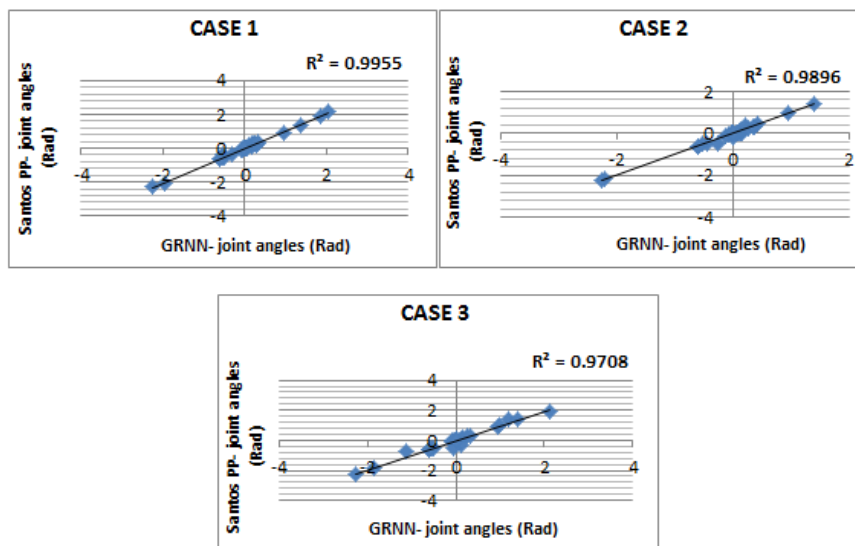 CASE 1
R² = 0.9955
Santos PP- joint angles
(Rad)
4
2
0
-2
-4
-4
-2
0
2
4
GRNN- joint angles (Rad)
CASE 2
R² = 0.9896
Santos PP- joint angles
(Rad)
2
0
-2
-4
-2
0
2
GRNN- joint angles (Rad)
CASE 3
R² = 0.9708
Santos PP- joint angles
(Rad)
4
2
0
-2
-4
-4
-2
0
2
4
GRNN- joint angles (Rad)